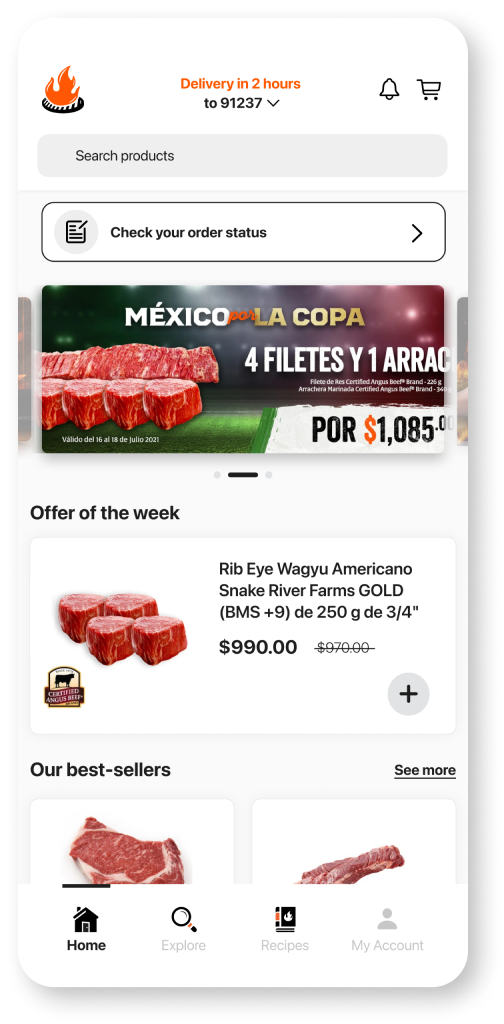 Delivery in 2 hours
to 91237
Search products
Check your order status
MÉXICO por LA COPA
4 FILETES Y 1 ARRAC
Filete de Res Certified Angus Beef® Brand - 226 g
Arrachera Marinada Certified Angus Beef® Brand - 340
POR $1,085.00
Válido del 16 al 18 de Julio 2021
Offer of the week
Rib Eye Wagyu Americano
Snake River Farms GOLD
(BMS +9) de 250 g de 3/4"
$990.00 $970.00
CERTIFIED
ANGUS BEEF
Our best-sellers
See more
Home
Explore
Recipes
My Account